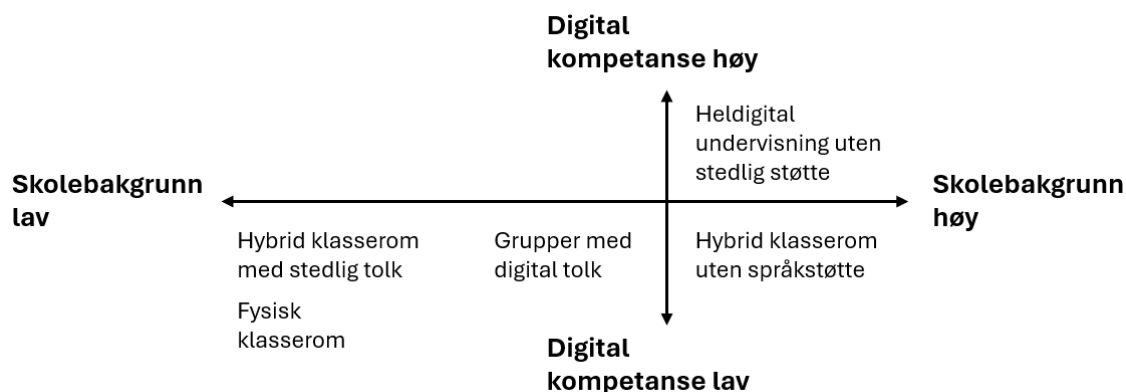 Digital
kompetanse høy
Heldigital
undervisning uten
stedlig støtte
Skolebakgrunn
lav
Skolebakgrunn
høy
Hybrid klasserom
med stedlig tolk
Grupper med
digital tolk
Hybrid klasserom
uten språkstøtte
Fysisk
klasserom
Digital
kompetanse lav